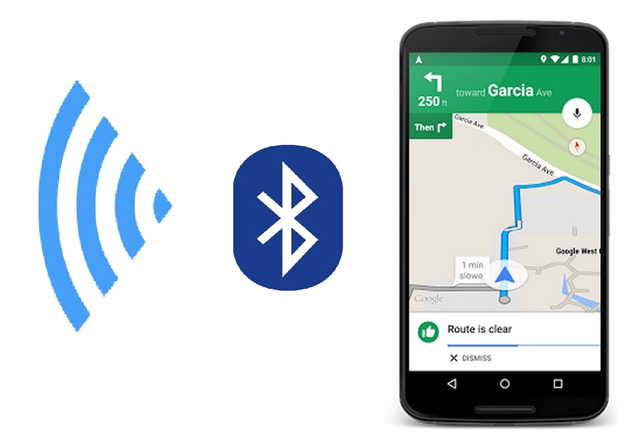 8:01
250 ft
toward Garcia Ave
Then
Garcia Ave
Garcia Ave
Google West
1 min
slowe
Google
Route is clear
DISMISS